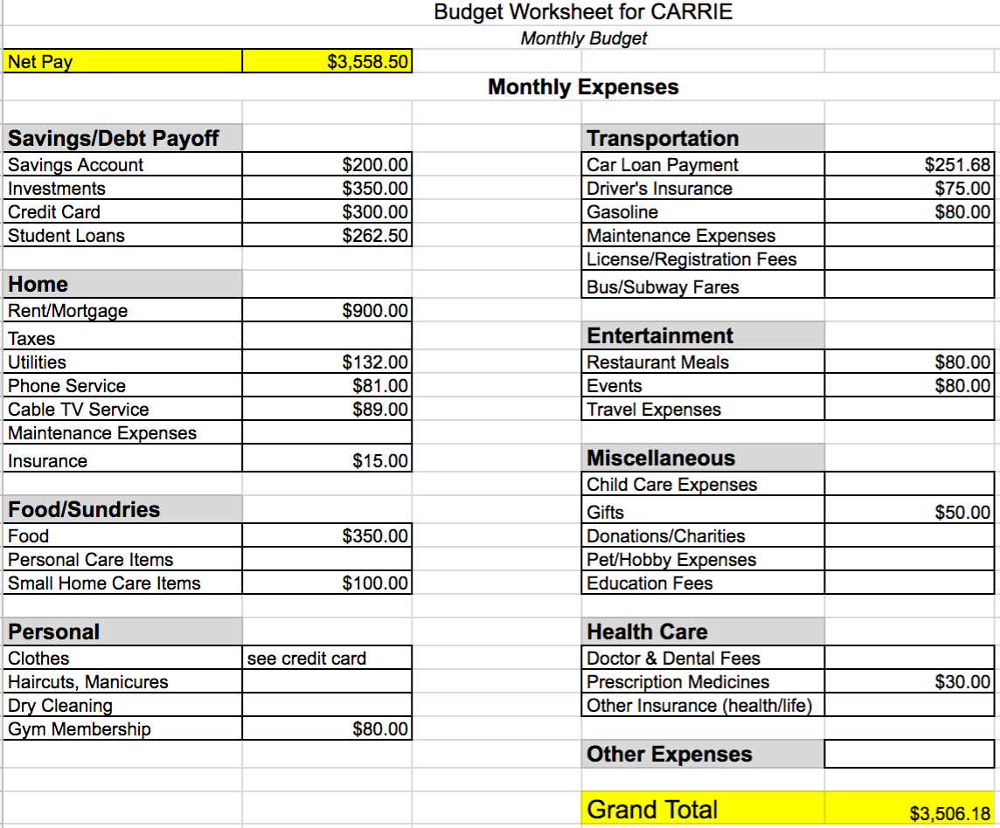 Budget Worksheet for CARRIE
Monthly Budget
Net Pay $3,558.50
Monthly Expenses
Savings/Debt Payoff
Savings Account $200.00
Investments $350.00
Credit Card $300.00
Student Loans $262.50
Home
Rent/Mortgage $900.00
Taxes
Utilities $132.00
Phone Service $81.00
Cable TV Service $89.00
Maintenance Expenses
Insurance $15.00
Food/Sundries
Food $350.00
Personal Care Items
Small Home Care Items $100.00
Personal
Clothes see credit card
Haircuts, Manicures
Dry Cleaning
Gym Membership $80.00
Transportation
Car Loan Payment $251.68
Driver's Insurance $75.00
Gasoline $80.00
Maintenance Expenses
License/Registration Fees
Bus/Subway Fares
Entertainment
Restaurant Meals $80.00
Events $80.00
Travel Expenses
Miscellaneous
Child Care Expenses
Gifts $50.00
Donations/Charities
Pet/Hobby Expenses
Education Fees
Health Care
Doctor & Dental Fees
Prescription Medicines $30.00
Other Insurance (health/life)
Other Expenses
Grand Total $3,506.18